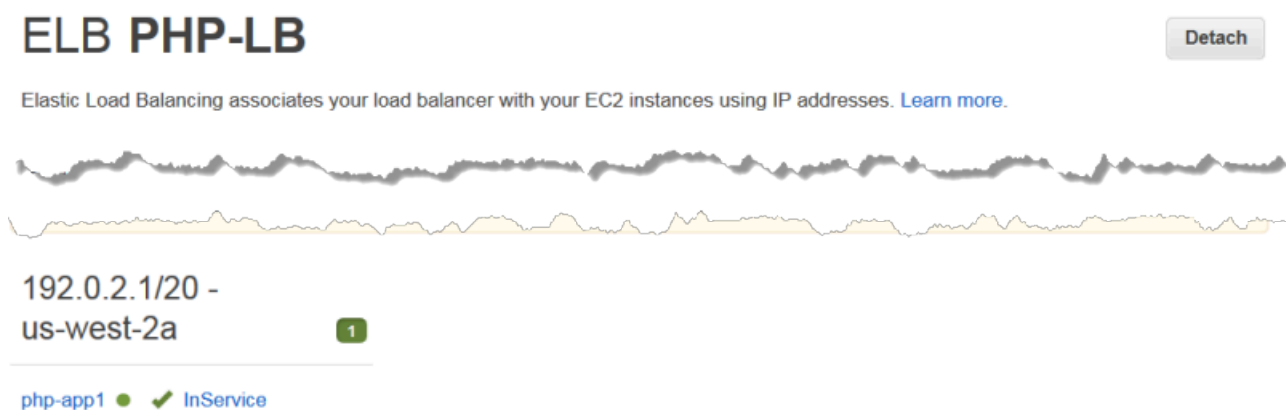 ELB PHP-LB
Detach
Elastic Load Balancing associates your load balancer with your EC2 instances using IP addresses. Learn more.
192.0.2.1/20 -
us-west-2a
1
php-app1 InService